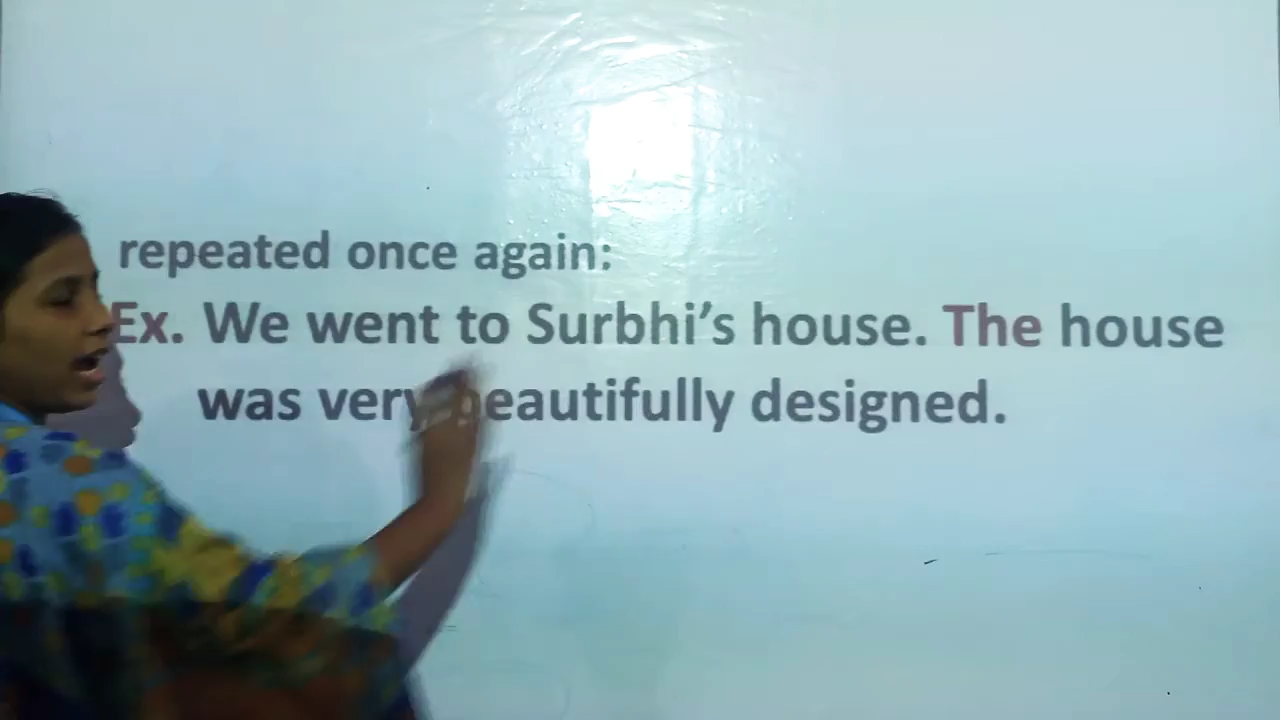 repeated once again:
Ex. We went to Surbhi's house. The house
was very beautifully designed.